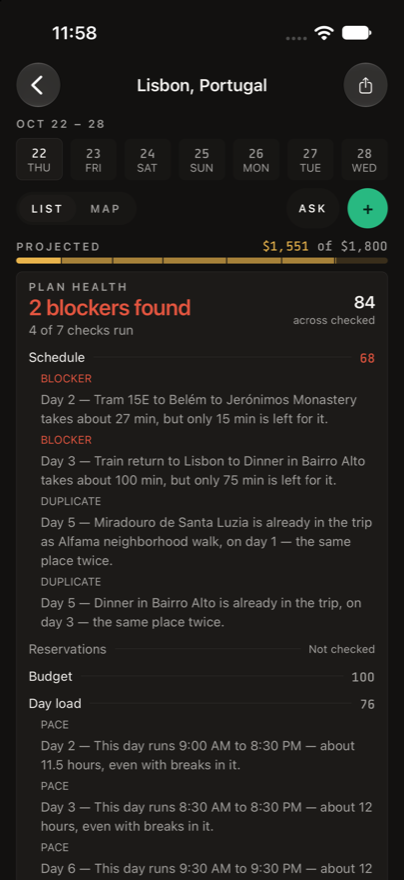 11:58
Lisbon, Portugal
OCT 22 – 28
22 23 24 25 26 27 28
THU FRI SAT SUN MON TUE WED
LIST MAP ASK +
PROJECTED $1,551 of $1,800
PLAN HEALTH
2 blockers found 84
4 of 7 checks run across checked
Schedule 68
BLOCKER
Day 2 — Tram 15E to Belém to Jerónimos Monastery
takes about 27 min, but only 15 min is left for it.
BLOCKER
Day 3 — Train return to Lisbon to Dinner in Bairro Alto
takes about 100 min, but only 75 min is left for it.
DUPLICATE
Day 5 — Miradouro de Santa Luzia is already in the trip
as Alfama neighborhood walk, on day 1 — the same
place twice.
DUPLICATE
Day 5 — Dinner in Bairro Alto is already in the trip, on
day 3 — the same place twice.
Reservations Not checked
Budget 100
Day load 76
PACE
Day 2 — This day runs 9:00 AM to 8:30 PM — about
11.5 hours, even with breaks in it.
PACE
Day 3 — This day runs 8:30 AM to 8:30 PM — about 12
hours, even with breaks in it.
PACE
Day 6 — This day runs 9:30 AM to 9:30 PM — about 12